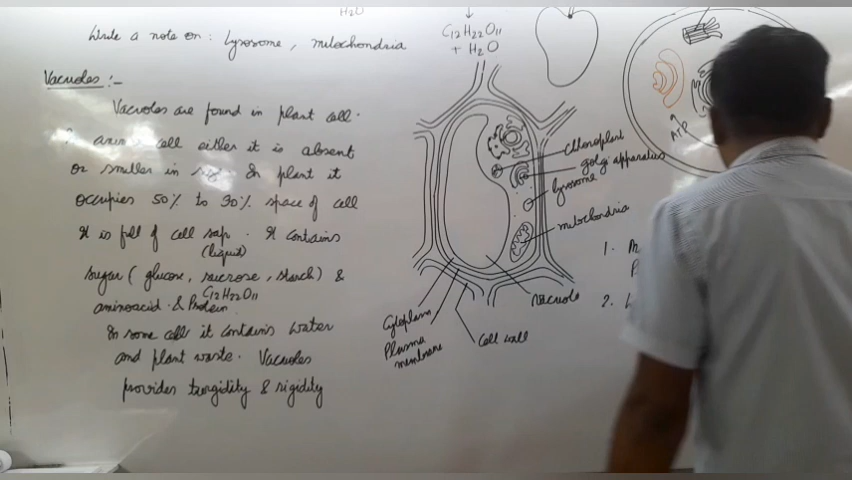 H2O
Write a note on : Lysosome, mitochondria
C12H22O11
+ H2O
Vacuoles :-
Vacuoles are found in plant cell.
cell either it is absent
or smaller in In plant it
occupies 50% to 90% space of cell
It is full of cell sap. It contains
(liquid)
sugar (glucose, sucrose, starch) &
C12H22O11
aminoacid & Protein.
In some cell it contains water
and plant waste. Vacuoles
provides turgidity & rigidity
chloroplast
golgi apparatus
lysosome
mitochondria
vacuole
cell wall
Cytoplasm
Plasma
membrane
ATP
1. M
P
2. L